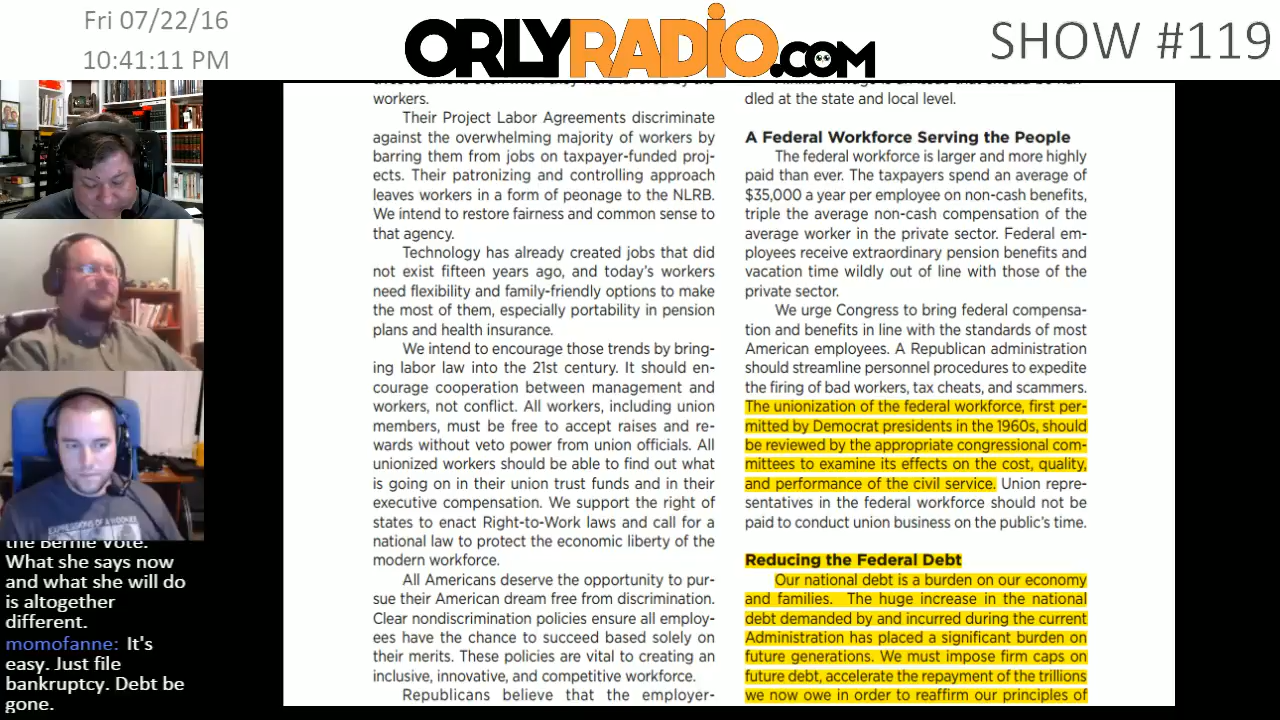 Fri 07/22/16
10:41:11 PM
ORLYRADIO.COM
SHOW #119
workers.
Their Project Labor Agreements discriminate
against the overwhelming majority of workers by
barring them from jobs on taxpayer-funded proj-
ects. Their patronizing and controlling approach
leaves workers in a form of peonage to the NLRB.
We intend to restore fairness and common sense to
that agency.
Technology has already created jobs that did
not exist fifteen years ago, and today's workers
need flexibility and family-friendly options to make
the most of them, especially portability in pension
plans and health insurance.
We intend to encourage those trends by bring-
ing labor law into the 21st century. It should en-
courage cooperation between management and
workers, not conflict. All workers, including union
members, must be free to accept raises and re-
wards without veto power from union officials. All
unionized workers should be able to find out what
is going on in their union trust funds and in their
executive compensation. We support the right of
states to enact Right-to-Work laws and call for a
national law to protect the economic liberty of the
modern workforce.
All Americans deserve the opportunity to pur-
sue their American dream free from discrimination.
Clear nondiscrimination policies ensure all employ-
ees have the chance to succeed based solely on
their merits. These policies are vital to creating an
inclusive, innovative, and competitive workforce.
Republicans believe that the employer-
dled at the state and local level.
A Federal Workforce Serving the People
The federal workforce is larger and more highly
paid than ever. The taxpayers spend an average of
$35,000 a year per employee on non-cash benefits,
triple the average non-cash compensation of the
average worker in the private sector. Federal em-
ployees receive extraordinary pension benefits and
vacation time wildly out of line with those of the
private sector.
We urge Congress to bring federal compensa-
tion and benefits in line with the standards of most
American employees. A Republican administration
should streamline personnel procedures to expedite
the firing of bad workers, tax cheats, and scammers.
The unionization of the federal workforce, first per-
mitted by Democrat presidents in the 1960s, should
be reviewed by the appropriate congressional com-
mittees to examine its effects on the cost, quality,
and performance of the civil service. Union repre-
sentatives in the federal workforce should not be
paid to conduct union business on the public's time.
Reducing the Federal Debt
Our national debt is a burden on our economy
and families. The huge increase in the national
debt demanded by and incurred during the current
Administration has placed a significant burden on
future generations. We must impose firm caps on
future debt, accelerate the repayment of the trillions
we now owe in order to reaffirm our principles of
the Bernie Vote.
What she says now
and what she will do
is altogether
different.
momofanne: It's
easy. Just file
bankruptcy. Debt be
gone.